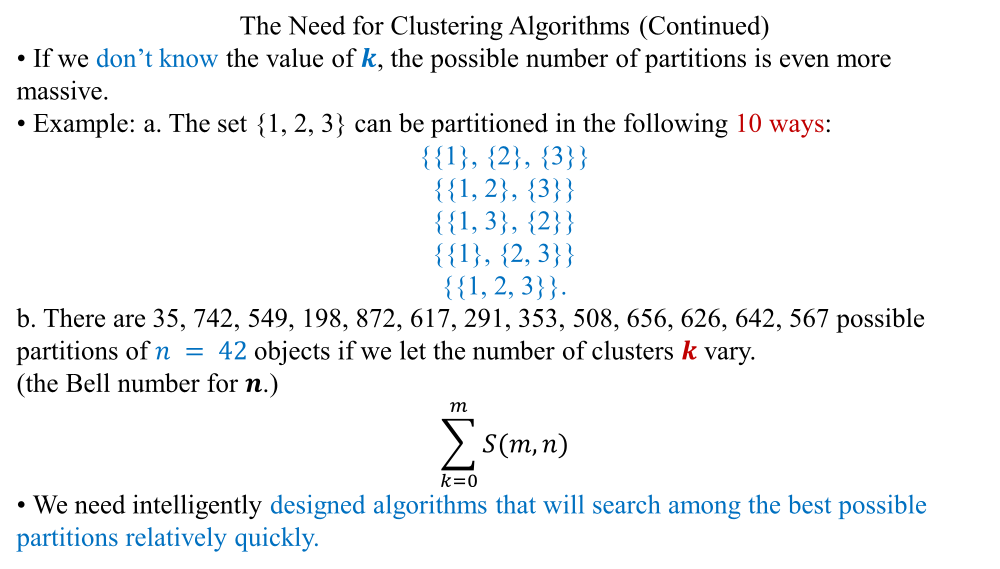 The Need for Clustering Algorithms (Continued)
• If we don’t know the value of k, the possible number of partitions is even more
massive.
• Example: a. The set {1, 2, 3} can be partitioned in the following 10 ways:
{{1}, {2}, {3}}
{{1, 2}, {3}}
{{1, 3}, {2}}
{{1}, {2, 3}}
{{1, 2, 3}}.
b. There are 35, 742, 549, 198, 872, 617, 291, 353, 508, 656, 626, 642, 567 possible
partitions of n = 42 objects if we let the number of clusters k vary.
(the Bell number for n.)
m
∑ S(m, n)
k=0
• We need intelligently designed algorithms that will search among the best possible
partitions relatively quickly.